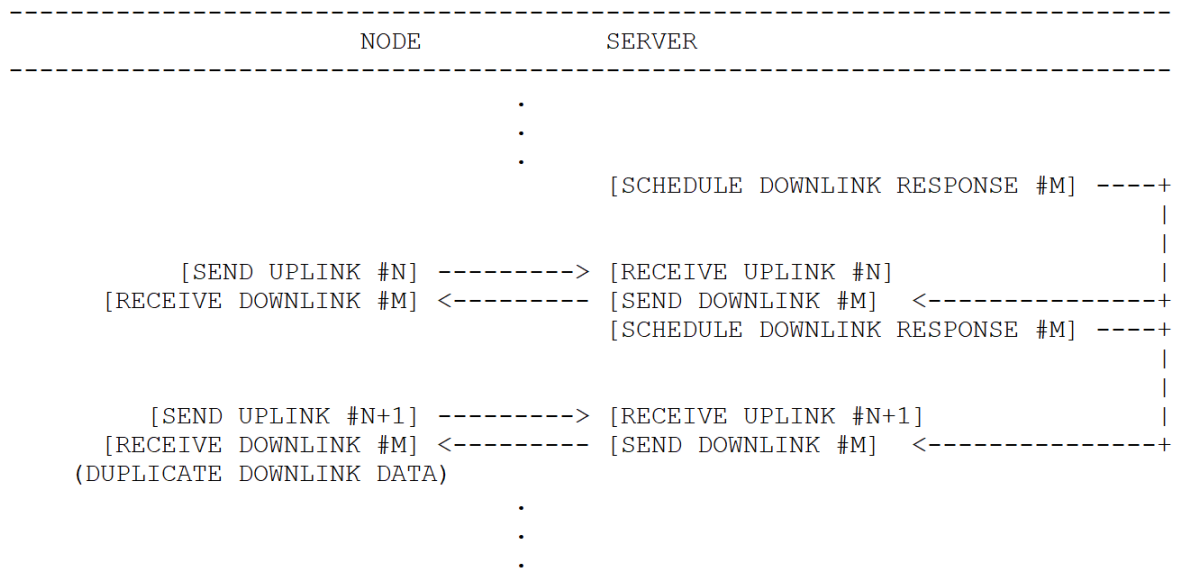 ----------------------------------------------------------------------------
NODE SERVER
----------------------------------------------------------------------------
.
.
.
[SCHEDULE DOWNLINK RESPONSE #M] ----+
|
|
[SEND UPLINK #N] ---------> [RECEIVE UPLINK #N] |
[RECEIVE DOWNLINK #M] <--------- [SEND DOWNLINK #M] <---------------+
[SCHEDULE DOWNLINK RESPONSE #M] ----+
|
|
[SEND UPLINK #N+1] ---------> [RECEIVE UPLINK #N+1] |
[RECEIVE DOWNLINK #M] <--------- [SEND DOWNLINK #M] <---------------+
(DUPLICATE DOWNLINK DATA)
.
.
.